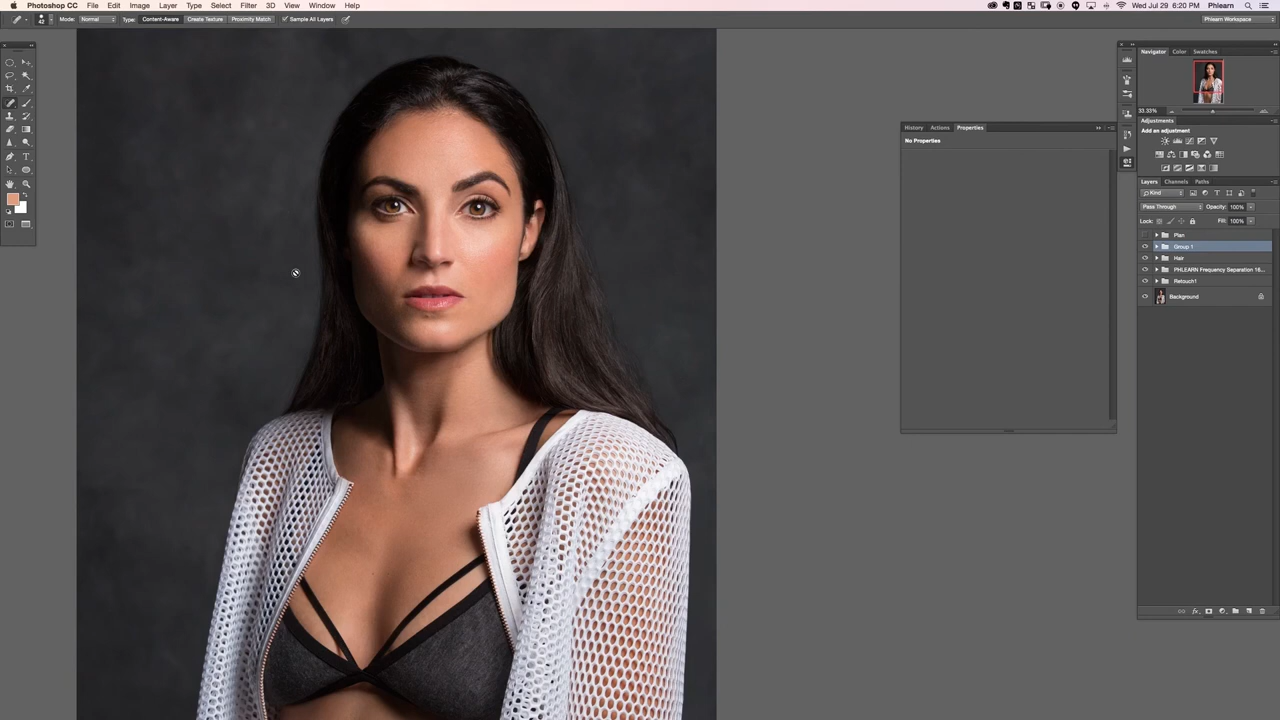 Photoshop CC File Edit Image Layer Type Select Filter 3D View Window Help Wed Jul 29 6:20 PM Phlearn
42 Mode: Normal Type: Content-Aware Create Texture Proximity Match Sample All Layers Phlearn Workspace
Navigator Color Swatches
33.33%
Adjustments
Add an adjustment
History Actions Properties
No Properties
Layers Channels Paths
Kind
Pass Through Opacity: 100%
Lock: Fill: 100%
Plan
Group 1
Hair
PHLEARN Frequency Separation 16...
Retouch1
Background